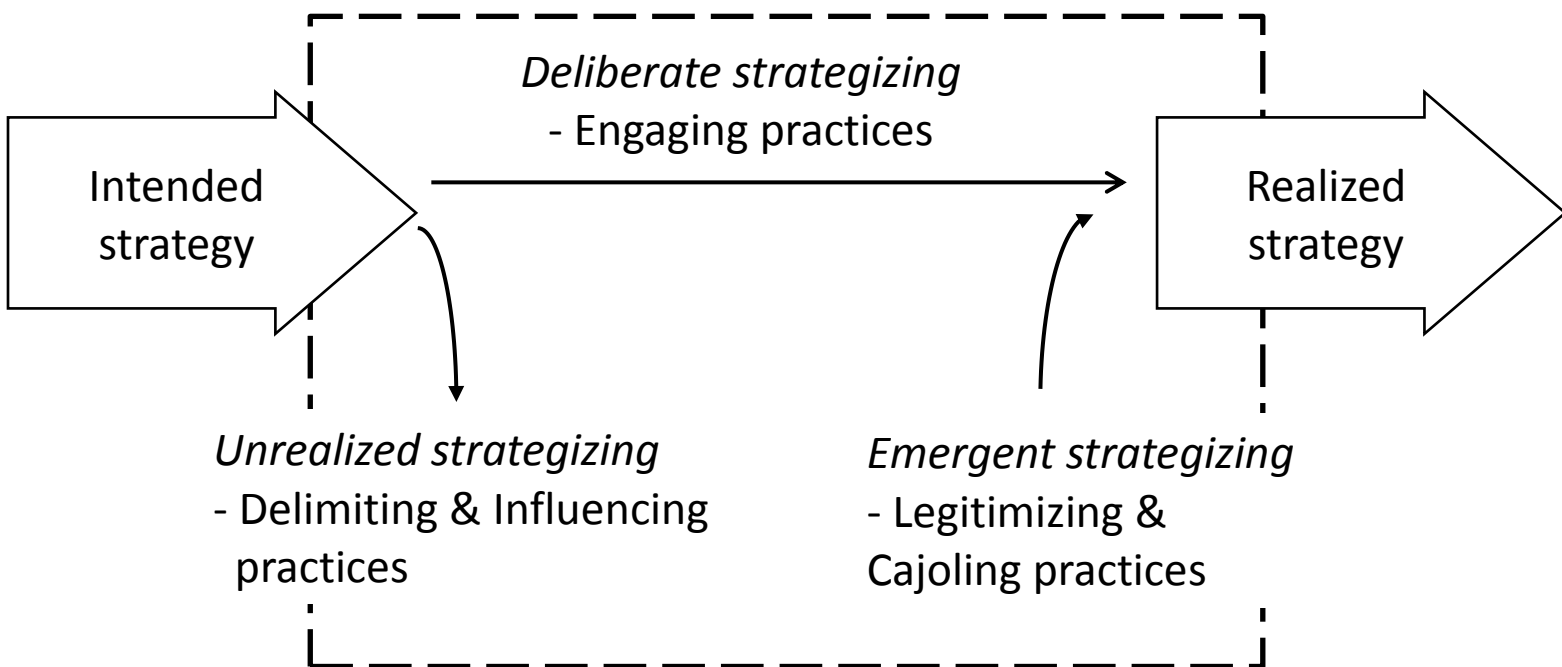 Deliberate strategizing
- Engaging practices
Intended
strategy
Realized
strategy
Unrealized strategizing
- Delimiting & Influencing
practices
Emergent strategizing
- Legitimizing &
Cajoling practices